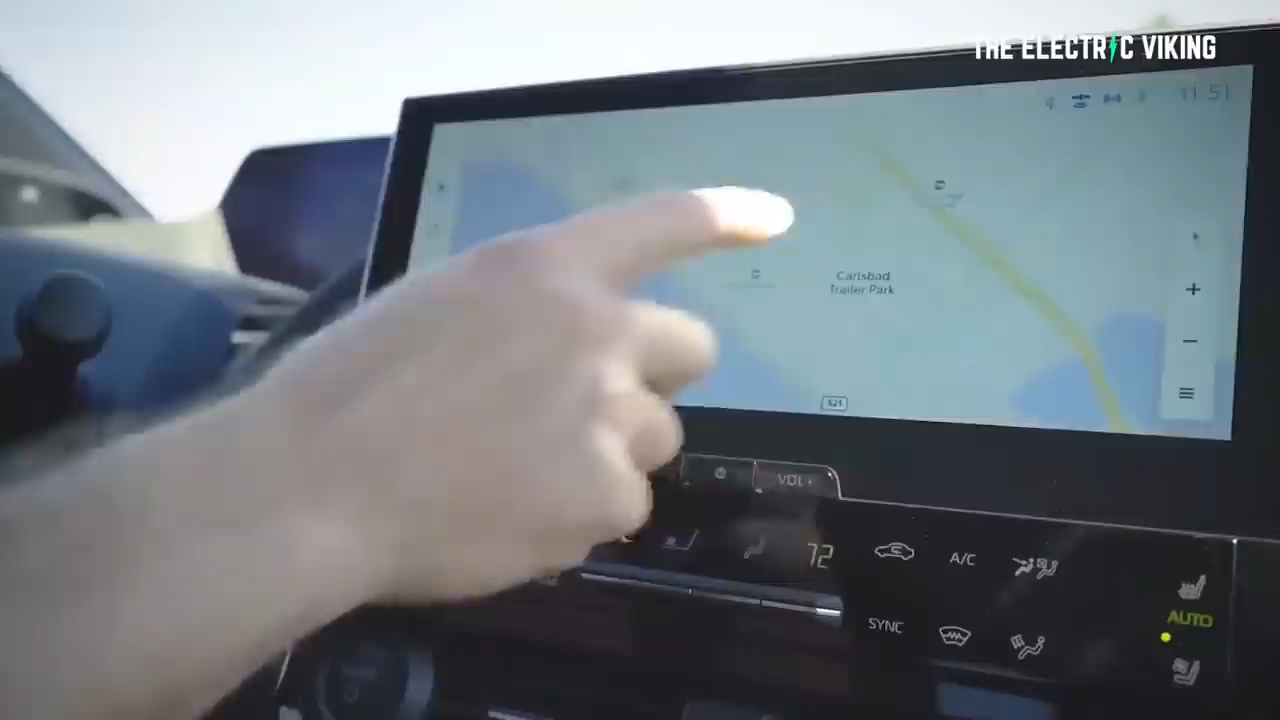 THE ELECTRIC VIKING
11:51
Carlsbad
Trailer Park
S21
VOL+
72
A/C
SYNC
AUTO